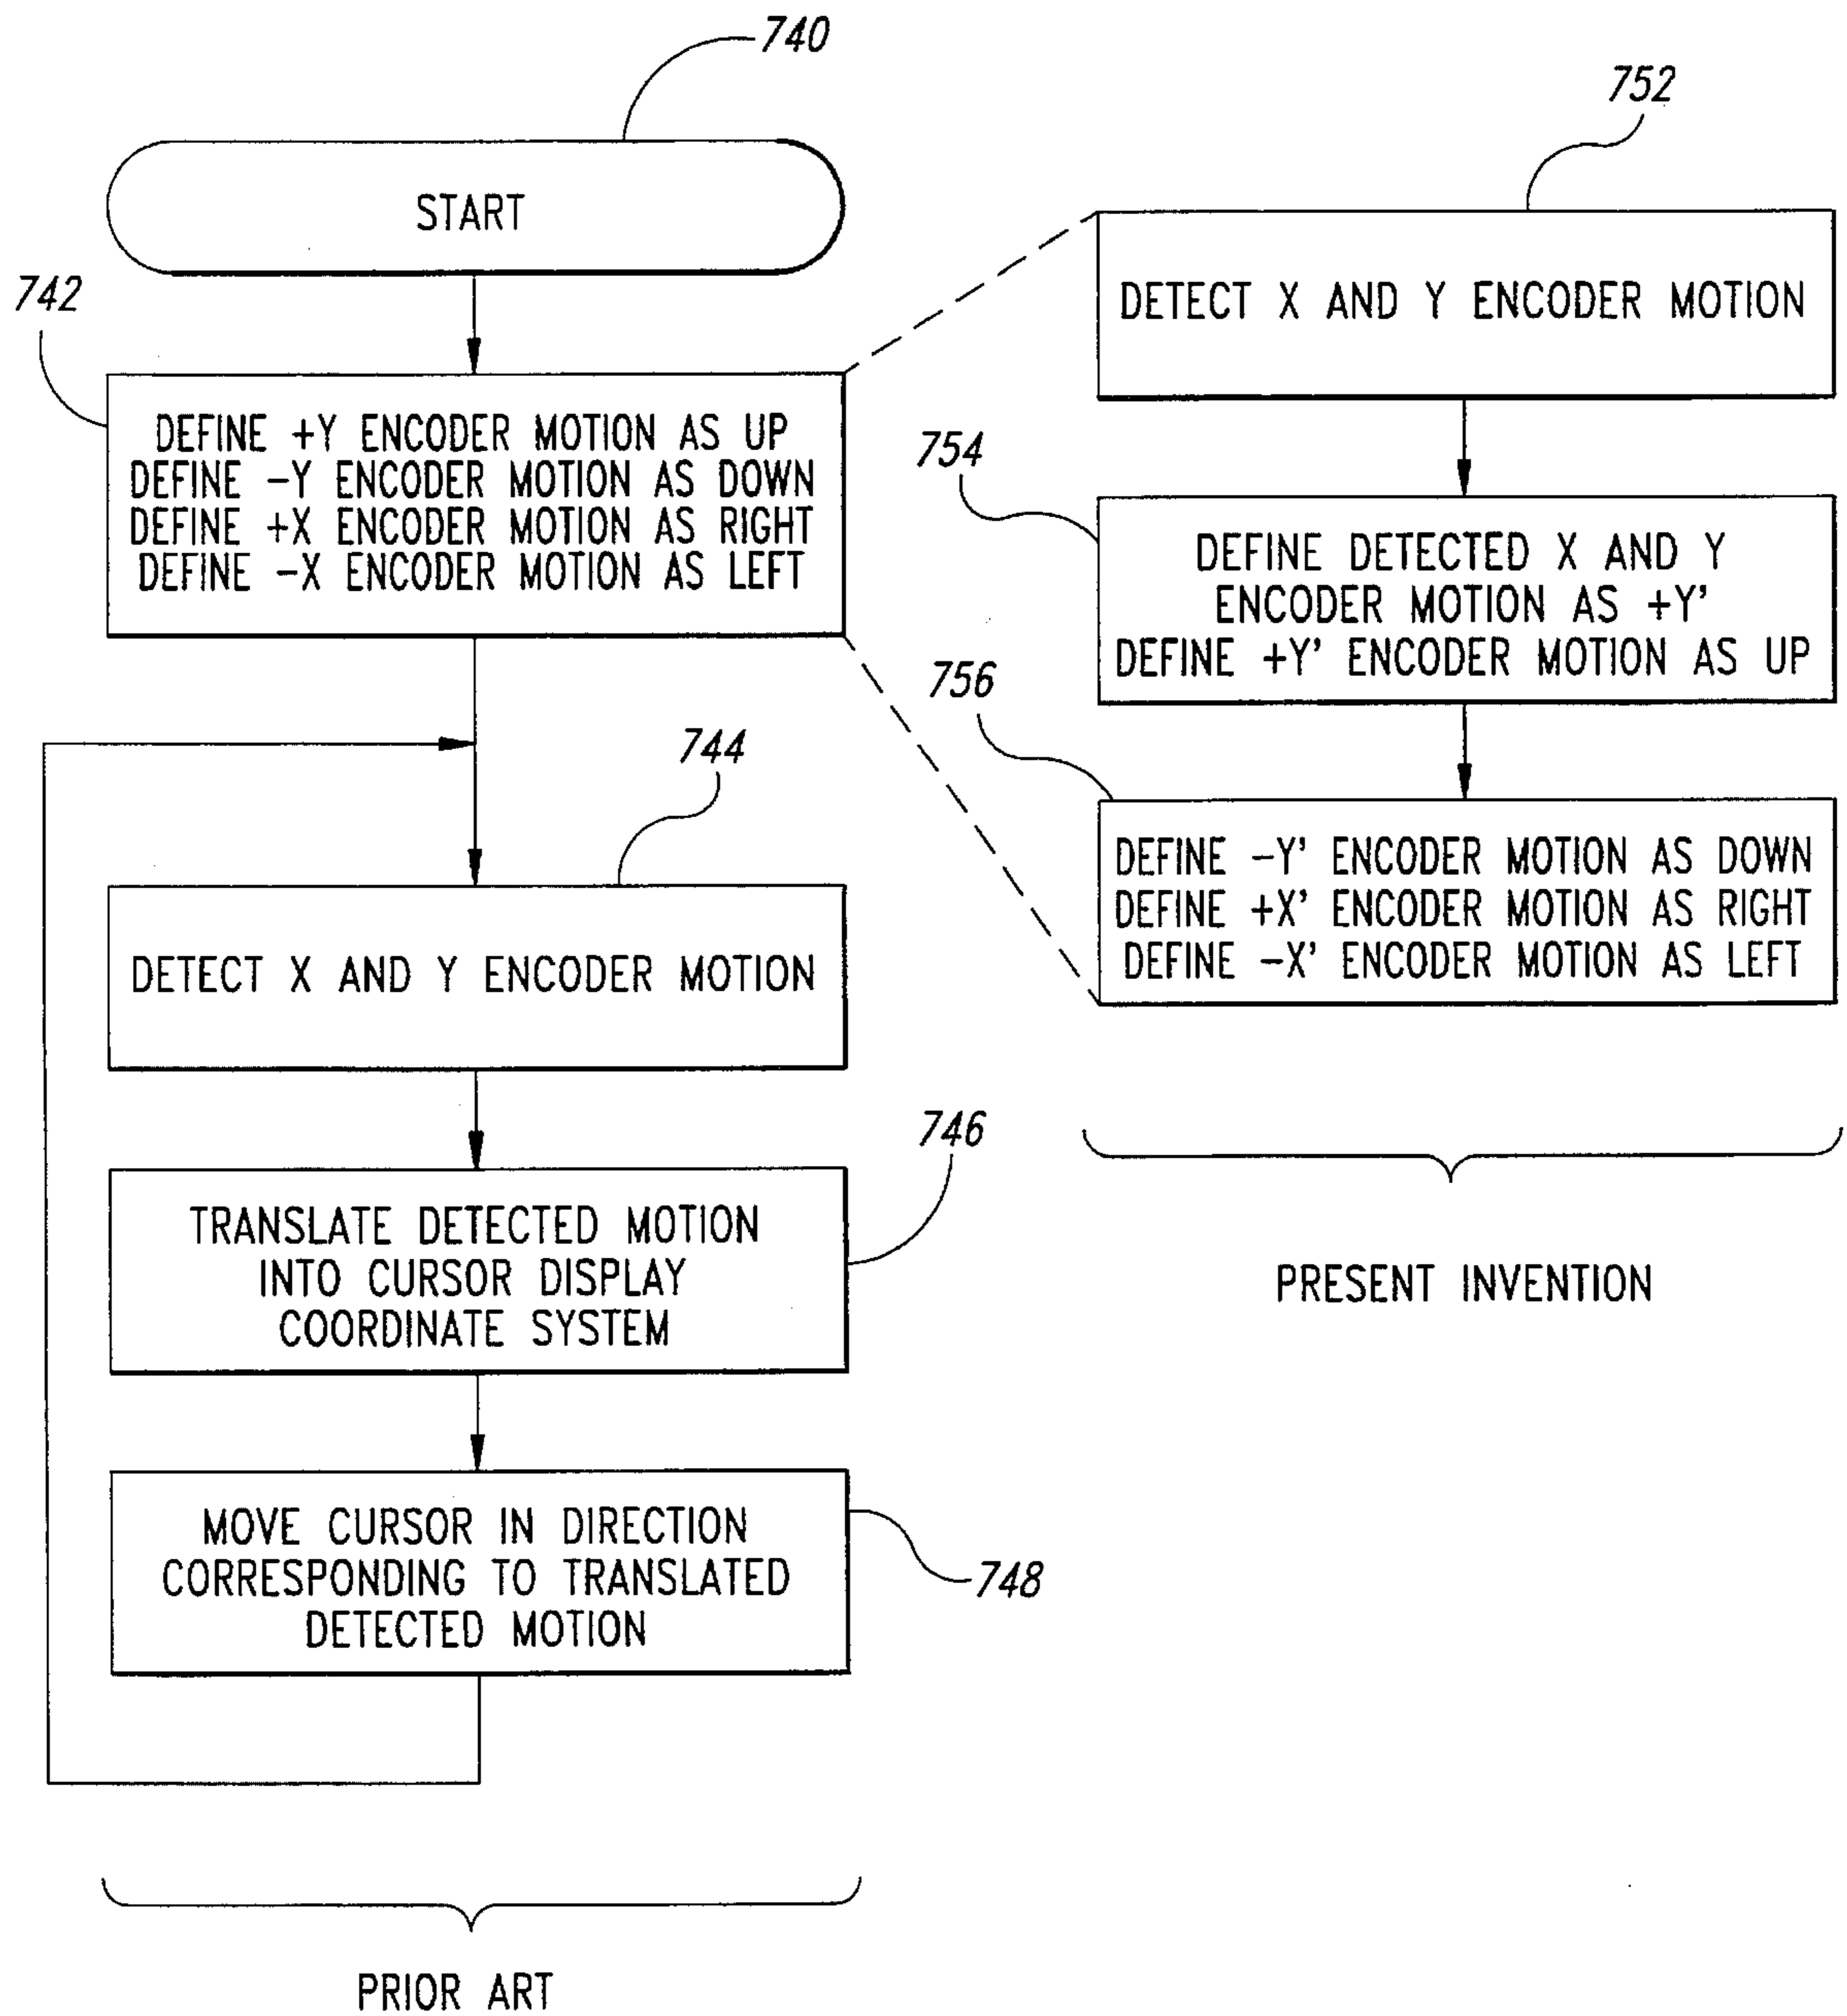 740
START
742
DEFINE +Y ENCODER MOTION AS UP
DEFINE -Y ENCODER MOTION AS DOWN
DEFINE +X ENCODER MOTION AS RIGHT
DEFINE -X ENCODER MOTION AS LEFT
744
DETECT X AND Y ENCODER MOTION
746
TRANSLATE DETECTED MOTION
INTO CURSOR DISPLAY
COORDINATE SYSTEM
748
MOVE CURSOR IN DIRECTION
CORRESPONDING TO TRANSLATED
DETECTED MOTION
PRIOR ART
752
DETECT X AND Y ENCODER MOTION
754
DEFINE DETECTED X AND Y
ENCODER MOTION AS +Y'
DEFINE +Y' ENCODER MOTION AS UP
756
DEFINE -Y' ENCODER MOTION AS DOWN
DEFINE +X' ENCODER MOTION AS RIGHT
DEFINE -X' ENCODER MOTION AS LEFT
PRESENT INVENTION